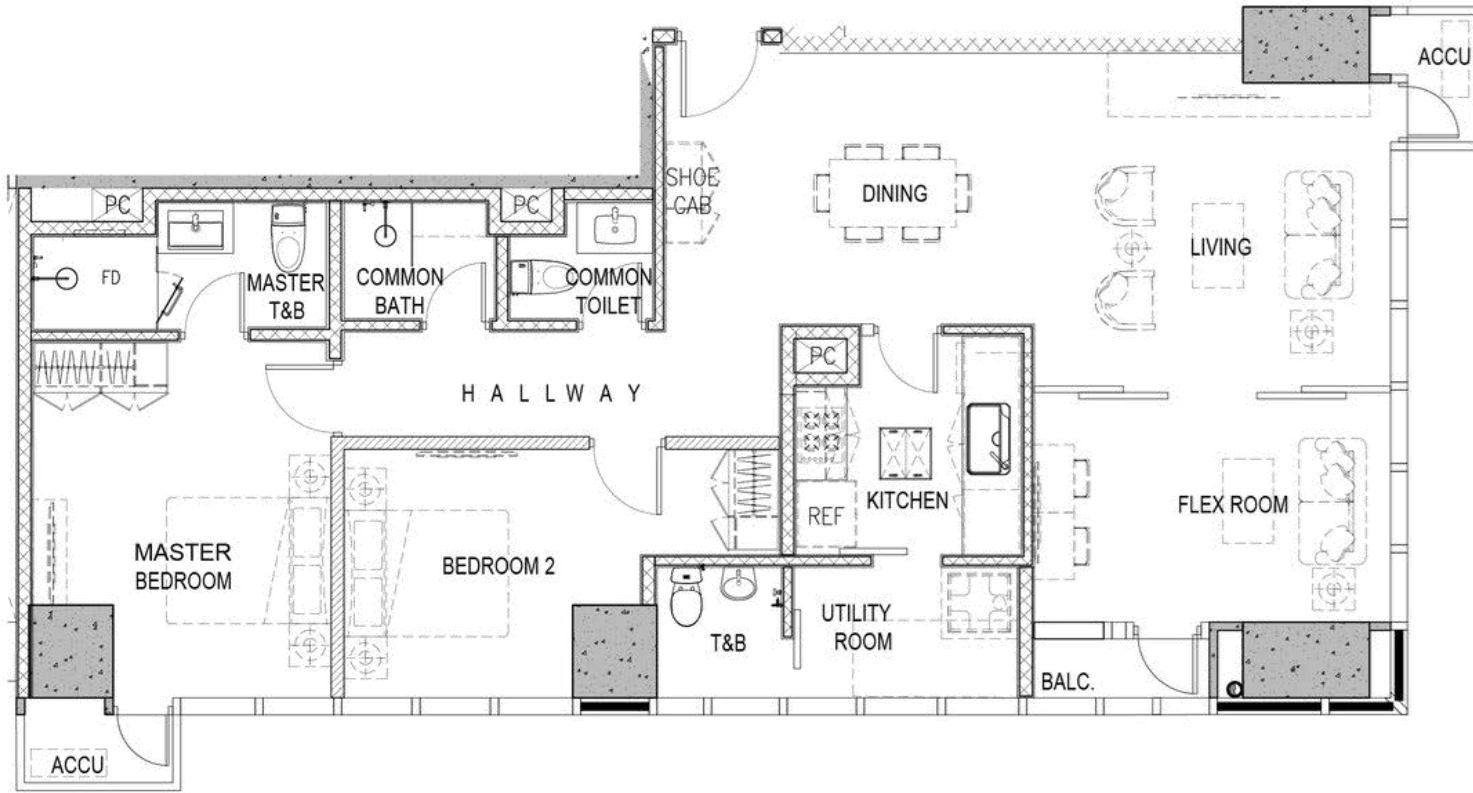 ACCU
PC
SHOE
CAB
DINING
PC
LIVING
FD
MASTER
T&B
COMMON
BATH
COMMON
TOILET
PC
HALLWAY
KITCHEN
REF
FLEX ROOM
MASTER
BEDROOM
BEDROOM 2
UTILITY
ROOM
T&B
BALC.
ACCU